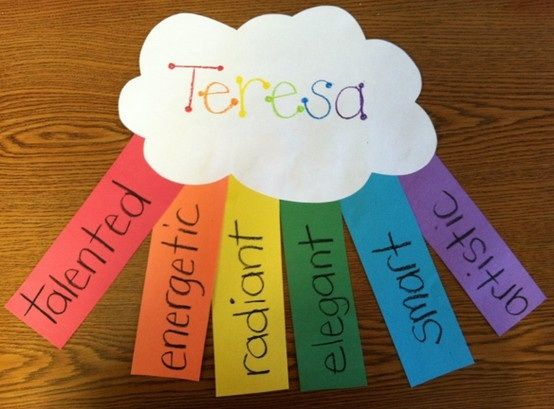 Teresa
talented
energetic
radiant
elegant
smart
artistic